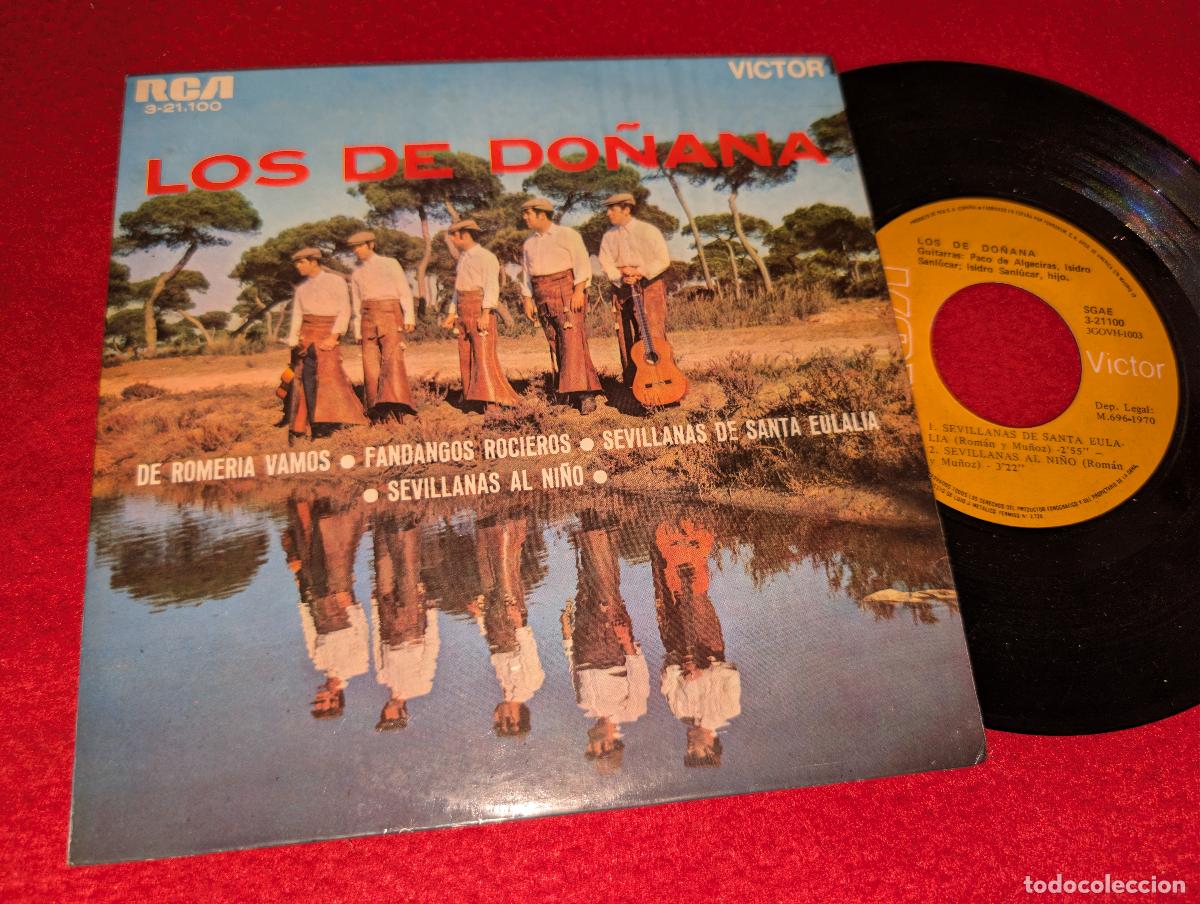 RCA
3-21.100
VICTOR
LOS DE DOÑANA
DE ROMERIA VAMOS ● FANDANGOS ROCIEROS ● SEVILLANAS DE SANTA EULALIA
● SEVILLANAS AL NIÑO ●
LOS DE DOÑANA
Guitarras: Paco de Algeciras, Isidro
Sanlúcar; Isidro Sanlúcar, hijo.
SGAE
3-21100
3GOVH-1003
Victor
Dep. Legal:
M.696-1970
1. SEVILLANAS DE SANTA EULA-
LIA (Román y Muñoz) -2'55" –
2. SEVILLANAS AL NIÑO (Román
y Muñoz) - 3'22"
todocoleccion